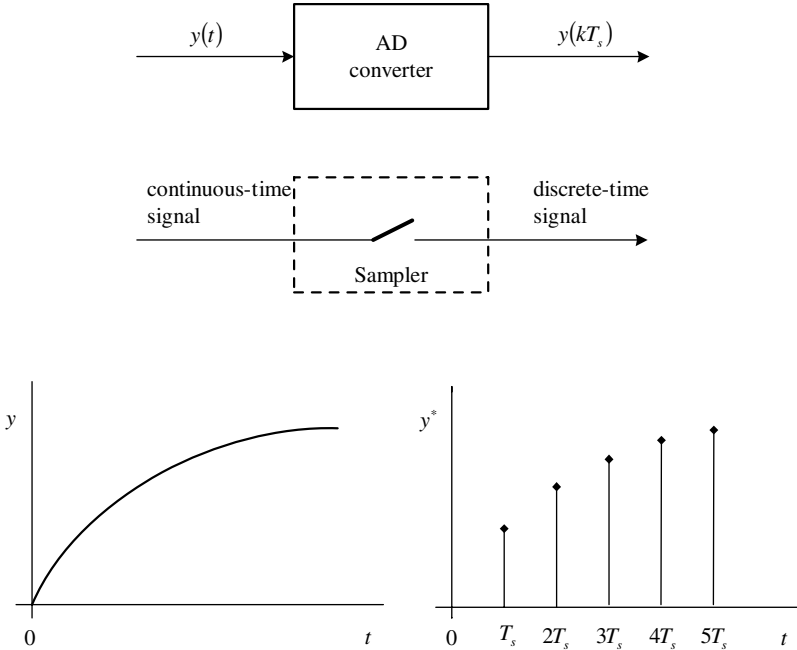 y(t)
AD
converter
y(kT_s)
continuous-time
signal
discrete-time
signal
Sampler
y
0
t
y*
0
T_s
2T_s
3T_s
4T_s
5T_s
t